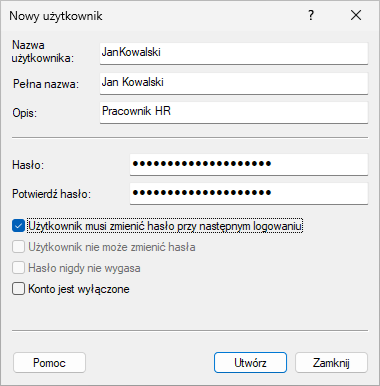 Nowy użytkownik
Nazwa
użytkownika:
JanKowalski
Pełna nazwa:
Jan Kowalski
Opis:
Pracownik HR
Hasło:
●●●●●●●●●●●●●●●●●●●●
Potwierdź hasło:
●●●●●●●●●●●●●●●●●●●●
Użytkownik musi zmienić hasło przy następnym logowaniu
Użytkownik nie może zmienić hasła
Hasło nigdy nie wygasa
Konto jest wyłączone
Pomoc
Utwórz
Zamknij